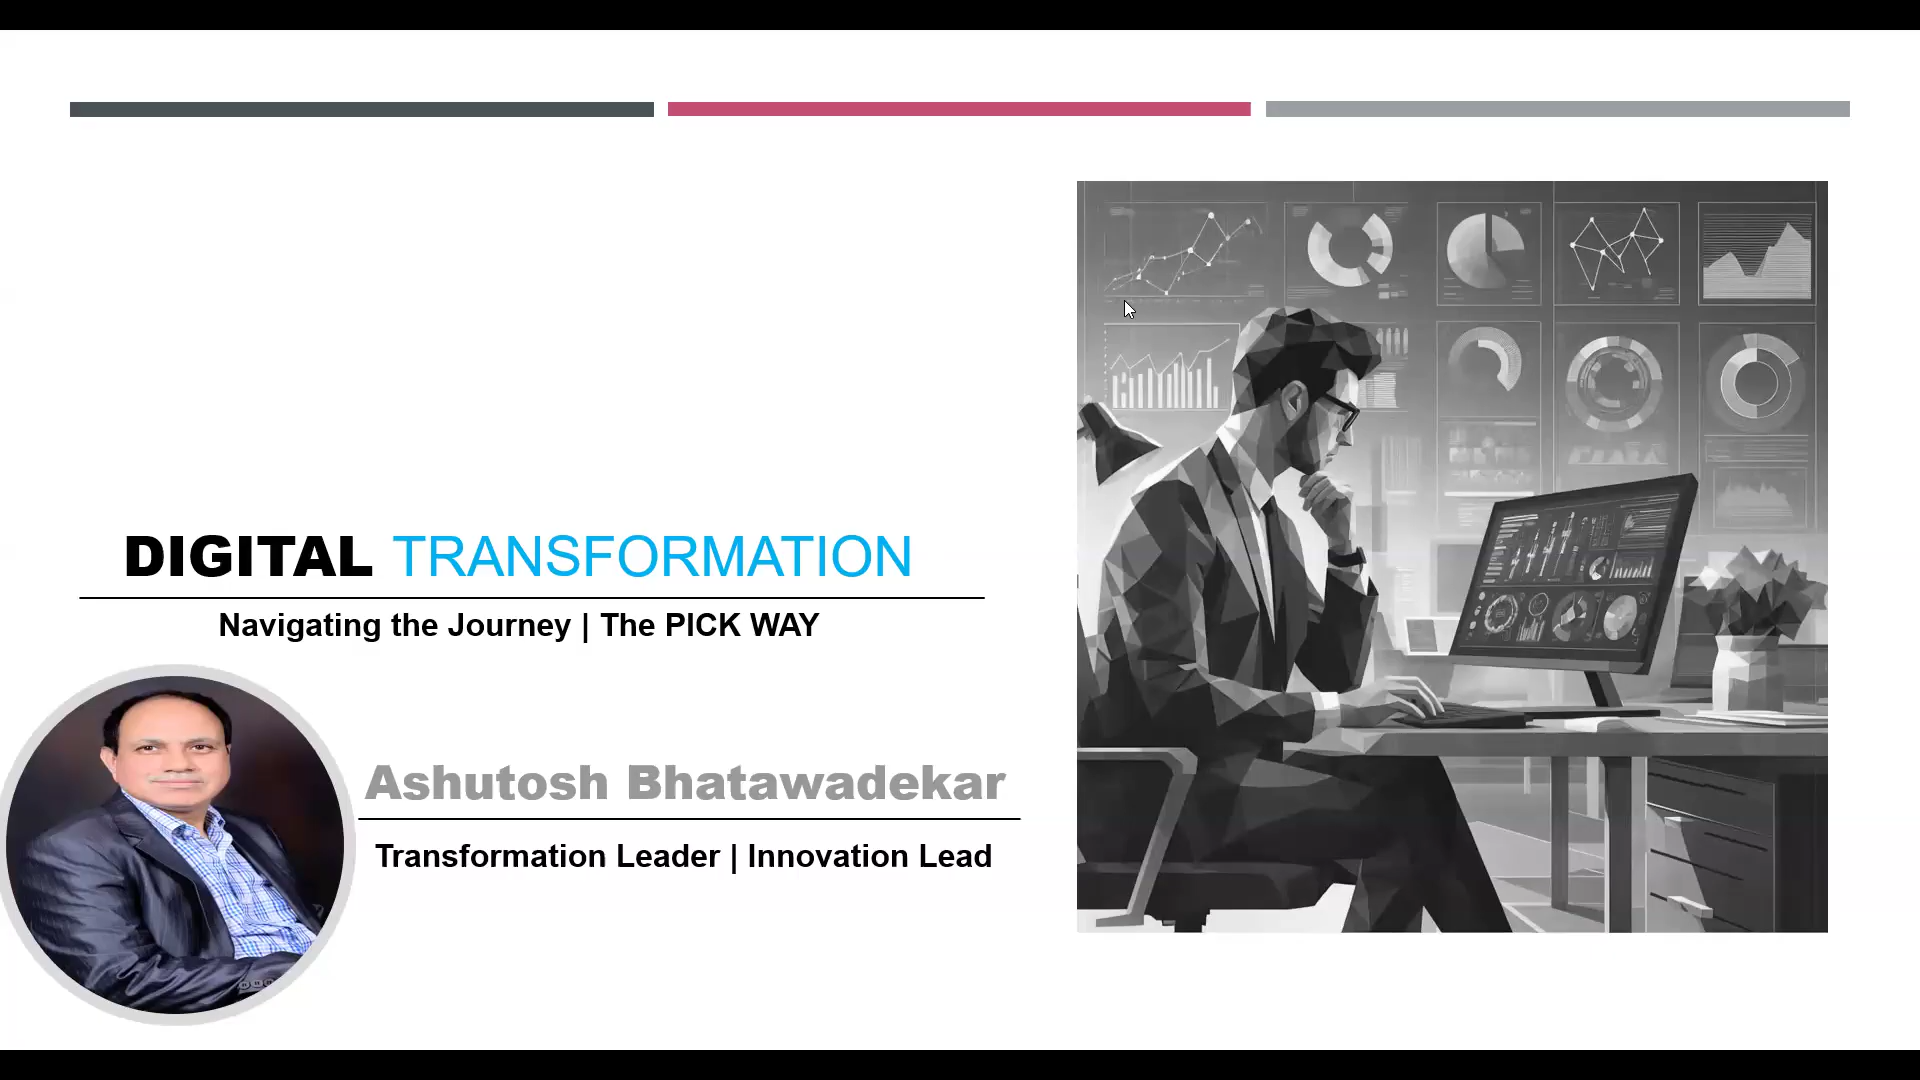 DIGITAL TRANSFORMATION
Navigating the Journey | The PICK WAY
Ashutosh Bhatawadekar
Transformation Leader | Innovation Lead